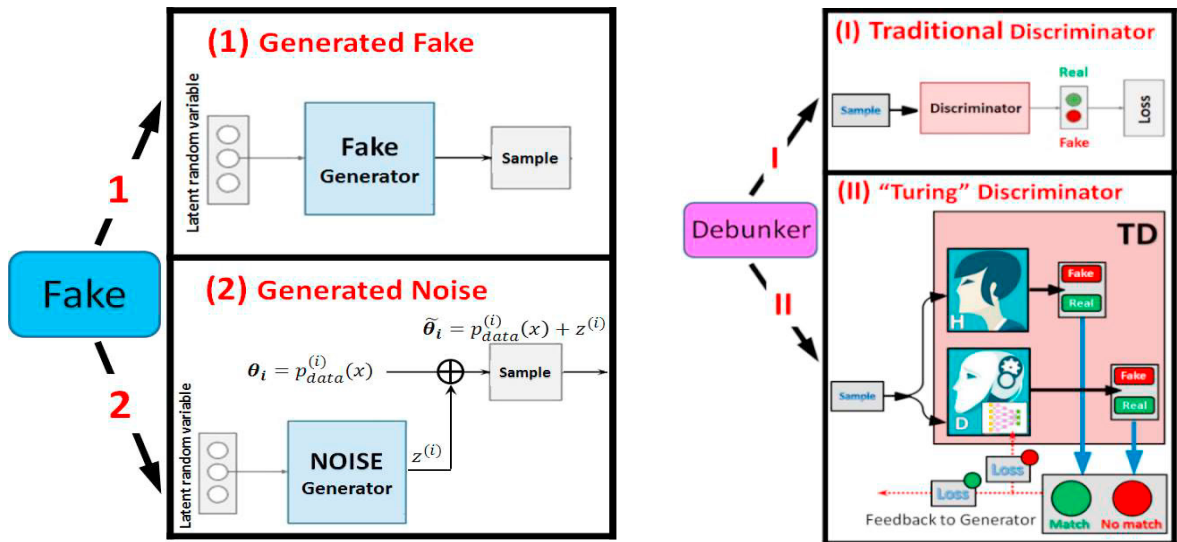 Fake
1
2
(1) Generated Fake
Latent random variable
Fake
Generator
Sample
(2) Generated Noise
θ̃ᵢ = p_data^(i)(x) + z^(i)
θᵢ = p_data^(i)(x)
Sample
Latent random variable
NOISE
Generator
z^(i)
Debunker
I
II
(I) Traditional Discriminator
Sample
Discriminator
Real
Fake
Loss
(II) “Turing” Discriminator
TD
H
Fake
Real
Sample
D
Fake
Real
Loss
Loss
Feedback to Generator
Match
No match